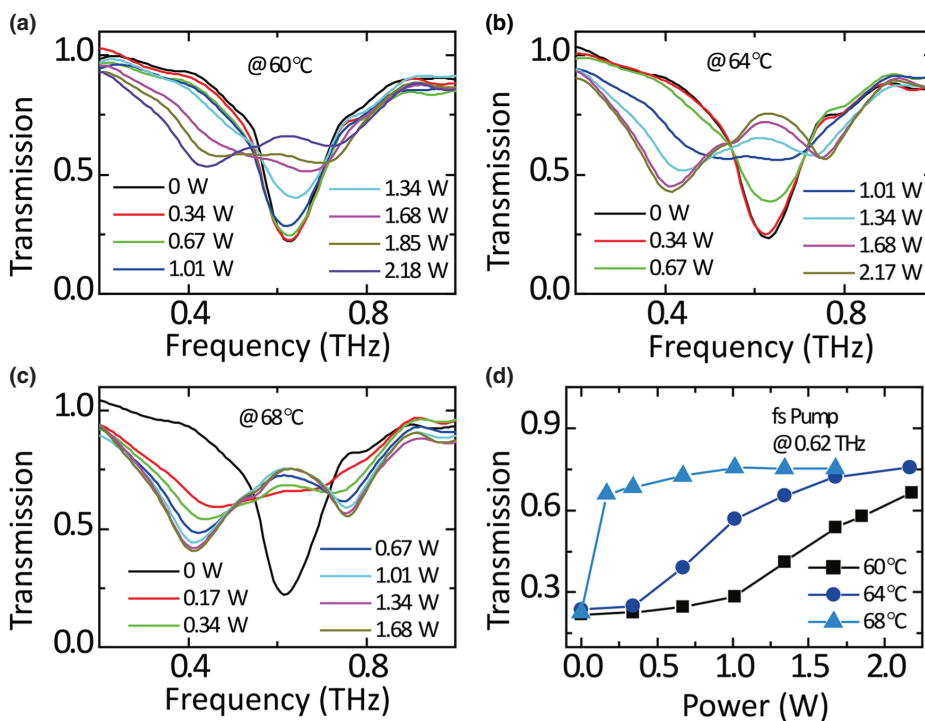 (a)
Transmission
1.0
0.5
0.0
@60°C
0 W
0.34 W
0.67 W
1.01 W
1.34 W
1.68 W
1.85 W
2.18 W
0.4
0.8
Frequency (THz)
(b)
Transmission
1.0
0.5
0.0
@64°C
0 W
0.34 W
0.67 W
1.01 W
1.34 W
1.68 W
2.17 W
0.4
0.8
Frequency (THz)
(c)
Transmission
1.0
0.5
0.0
@68°C
0 W
0.17 W
0.34 W
0.67 W
1.01 W
1.34 W
1.68 W
0.4
0.8
Frequency (THz)
(d)
Transmission
0.9
0.6
0.3
fs Pump
@0.62 THz
60°C
64°C
68°C
0.0
0.5
1.0
1.5
2.0
Power (W)